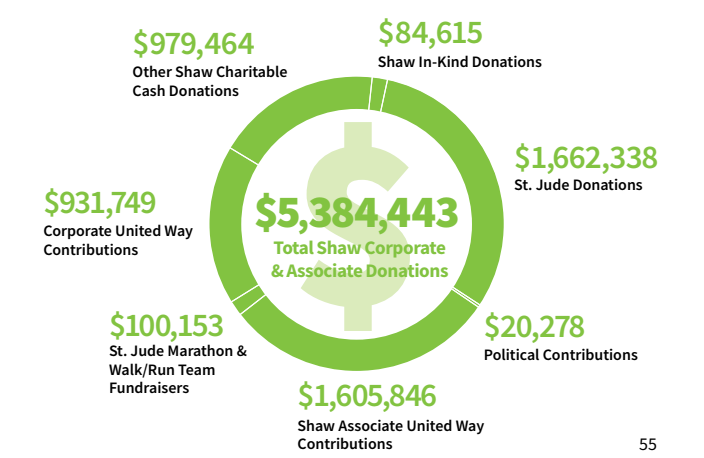 $979,464
Other Shaw Charitable
Cash Donations
$84,615
Shaw In-Kind Donations
$1,662,338
St. Jude Donations
$931,749
Corporate United Way
Contributions
$
$5,384,443
Total Shaw Corporate
& Associate Donations
$100,153
St. Jude Marathon &
Walk/Run Team
Fundraisers
$20,278
Political Contributions
$1,605,846
Shaw Associate United Way
Contributions
55